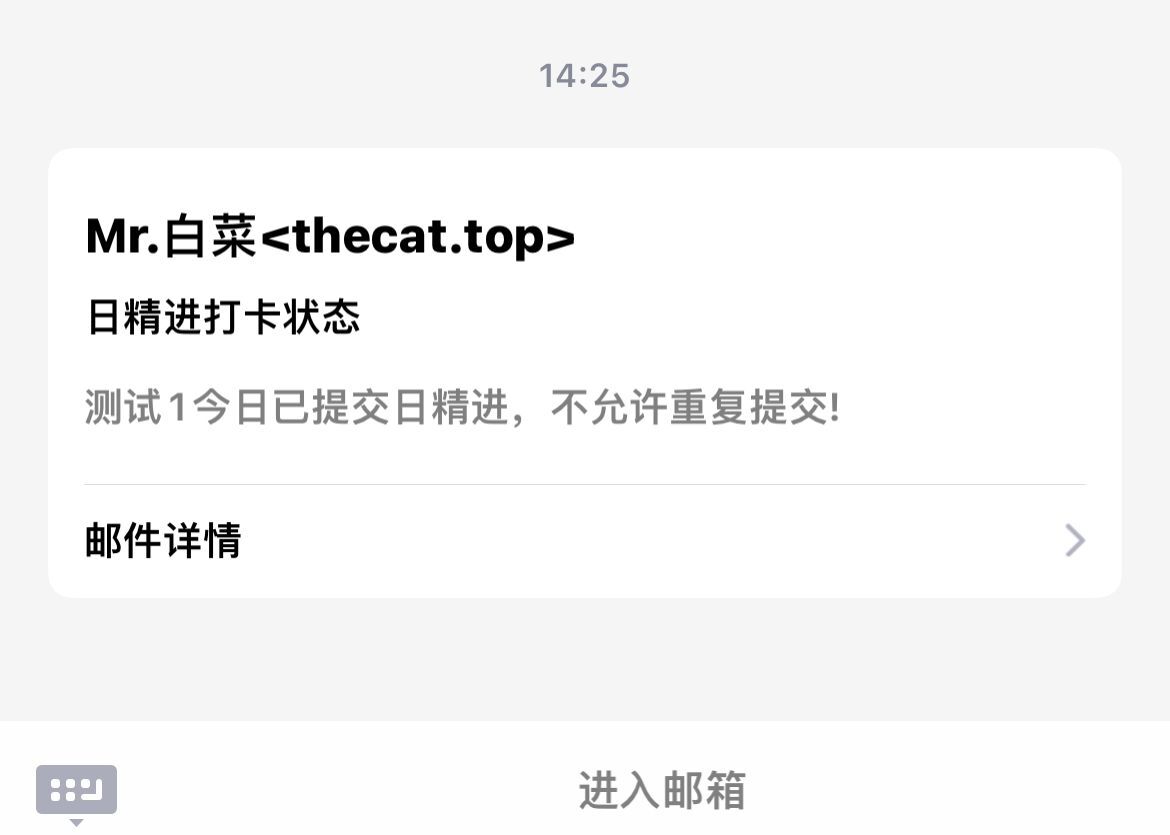 14:25
Mr.白菜<thecat.top>
日精进打卡状态
测试1今日已提交日精进，不允许重复提交!
邮件详情
进入邮箱